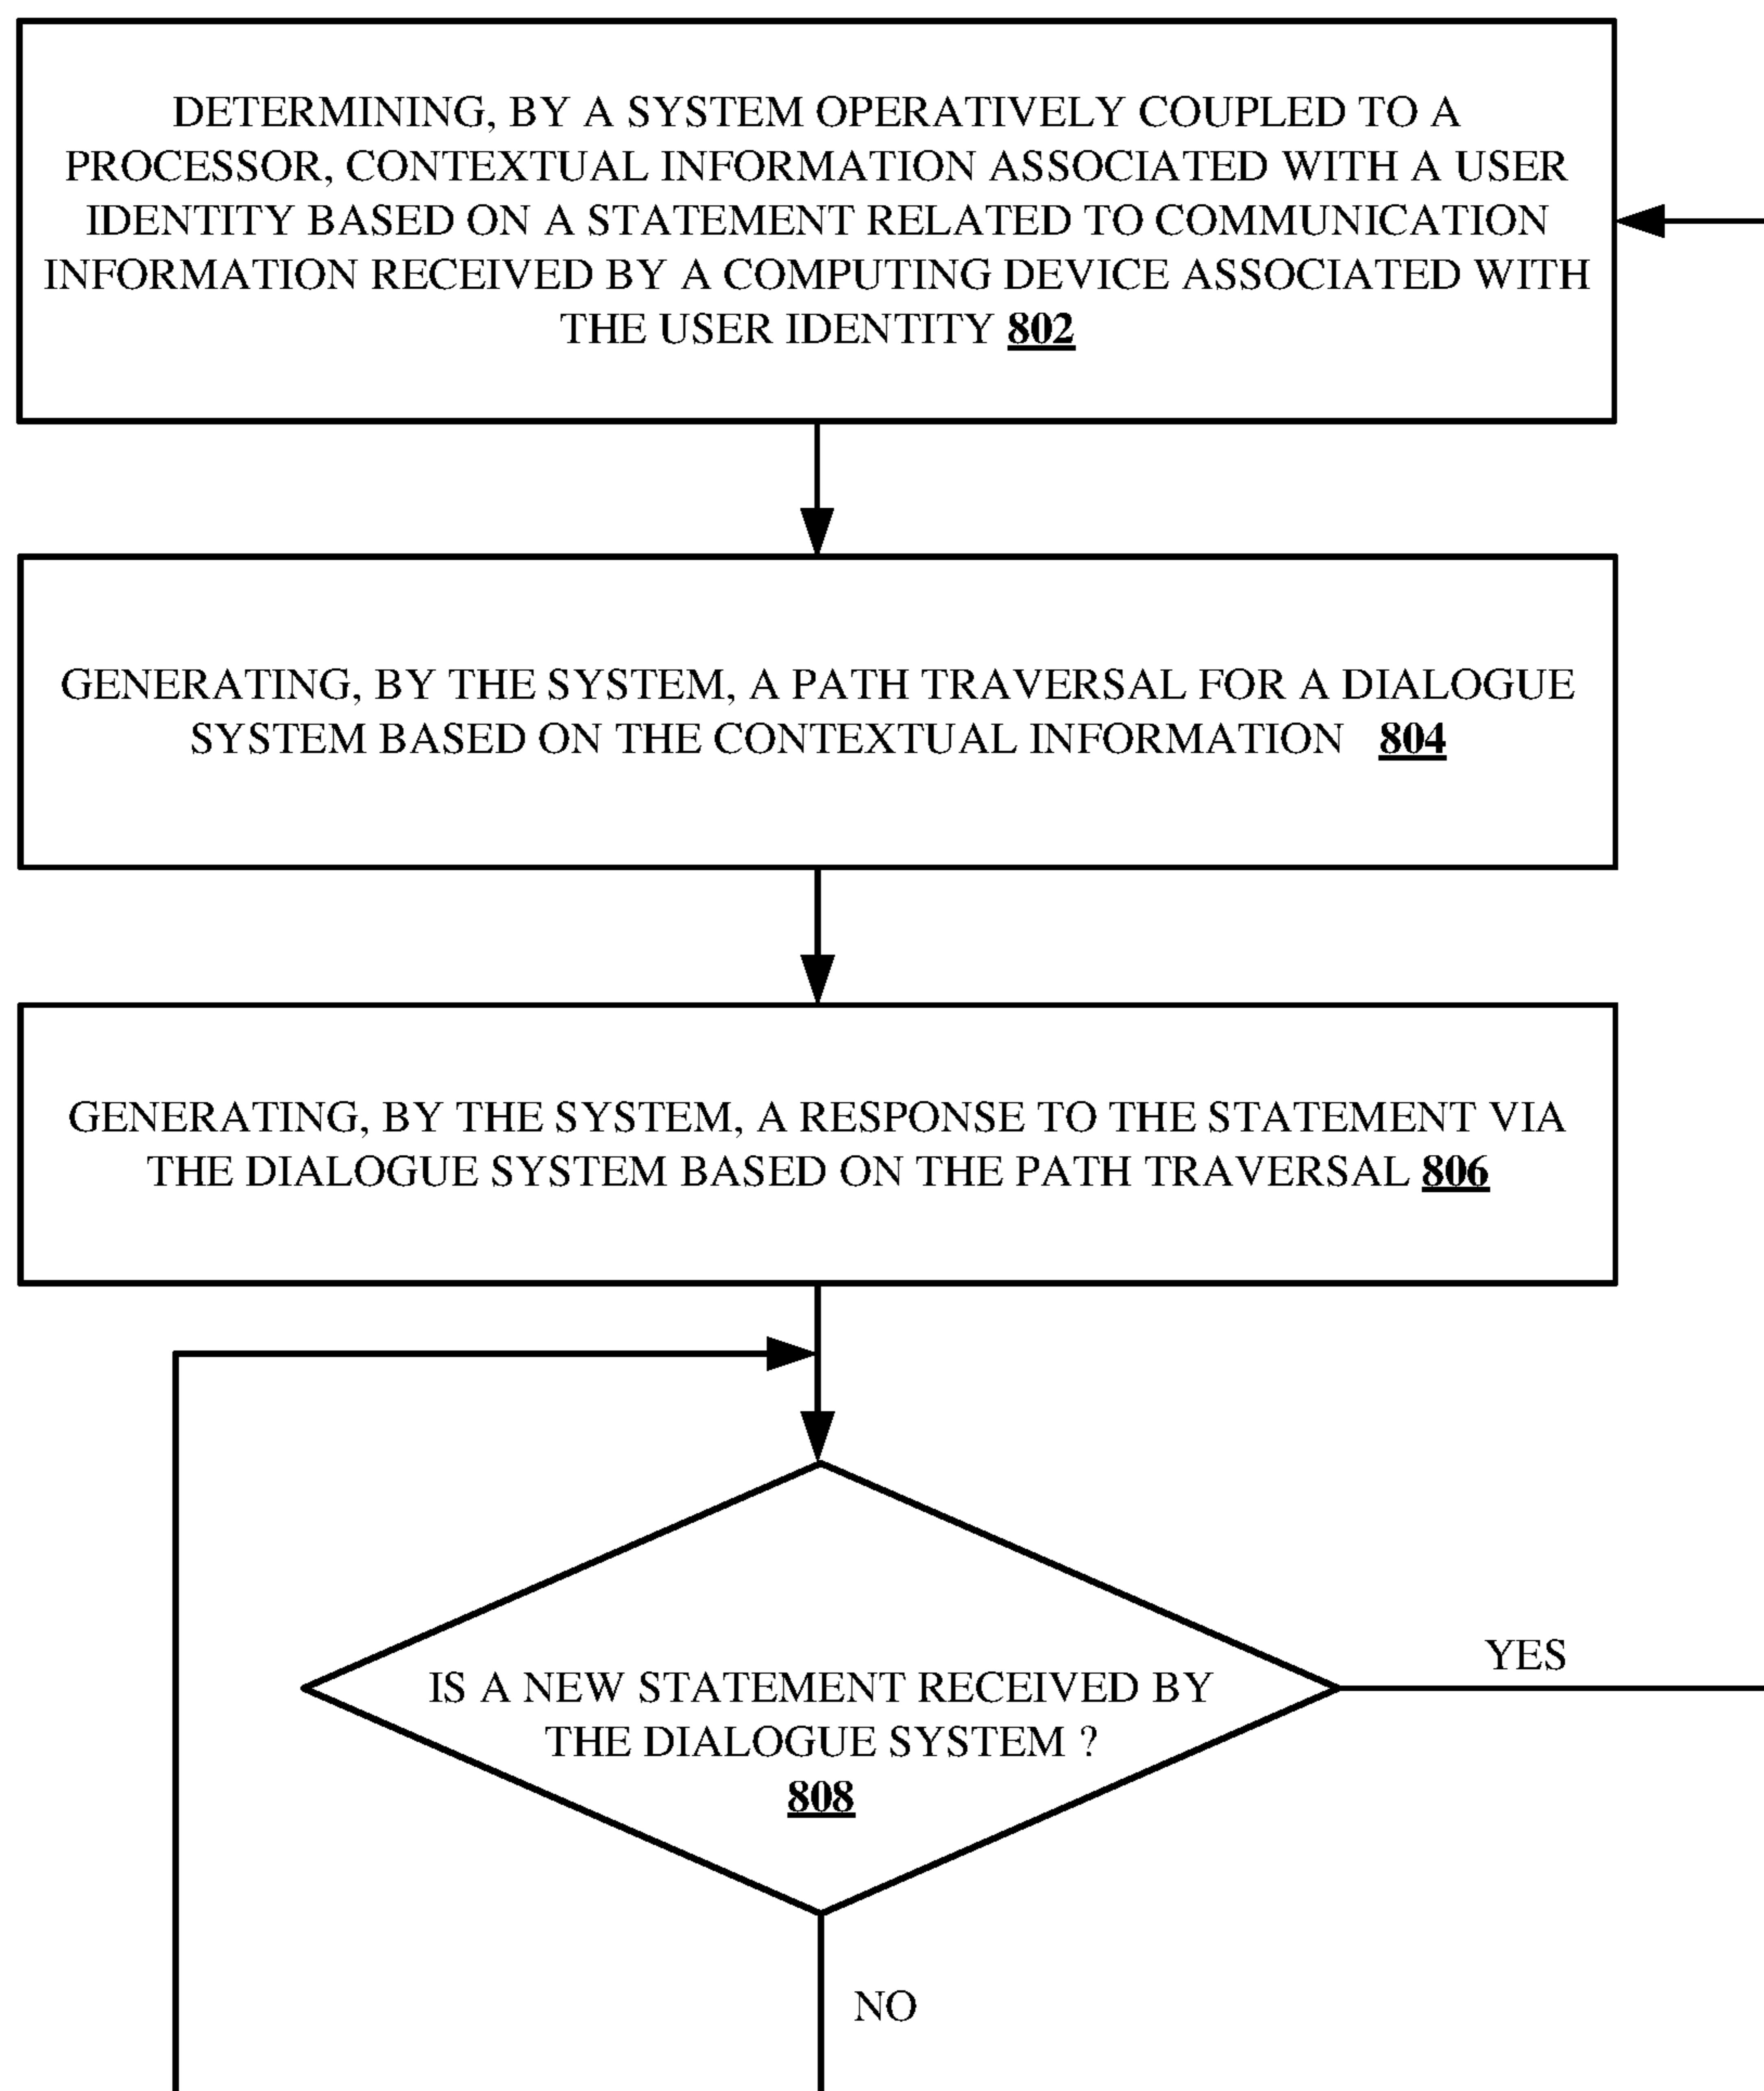 DETERMINING, BY A SYSTEM OPERATIVELY COUPLED TO A
PROCESSOR, CONTEXTUAL INFORMATION ASSOCIATED WITH A USER
IDENTITY BASED ON A STATEMENT RELATED TO COMMUNICATION
INFORMATION RECEIVED BY A COMPUTING DEVICE ASSOCIATED WITH
THE USER IDENTITY 802
GENERATING, BY THE SYSTEM, A PATH TRAVERSAL FOR A DIALOGUE
SYSTEM BASED ON THE CONTEXTUAL INFORMATION 804
GENERATING, BY THE SYSTEM, A RESPONSE TO THE STATEMENT VIA
THE DIALOGUE SYSTEM BASED ON THE PATH TRAVERSAL 806
YES
IS A NEW STATEMENT RECEIVED BY
THE DIALOGUE SYSTEM ?
808
NO